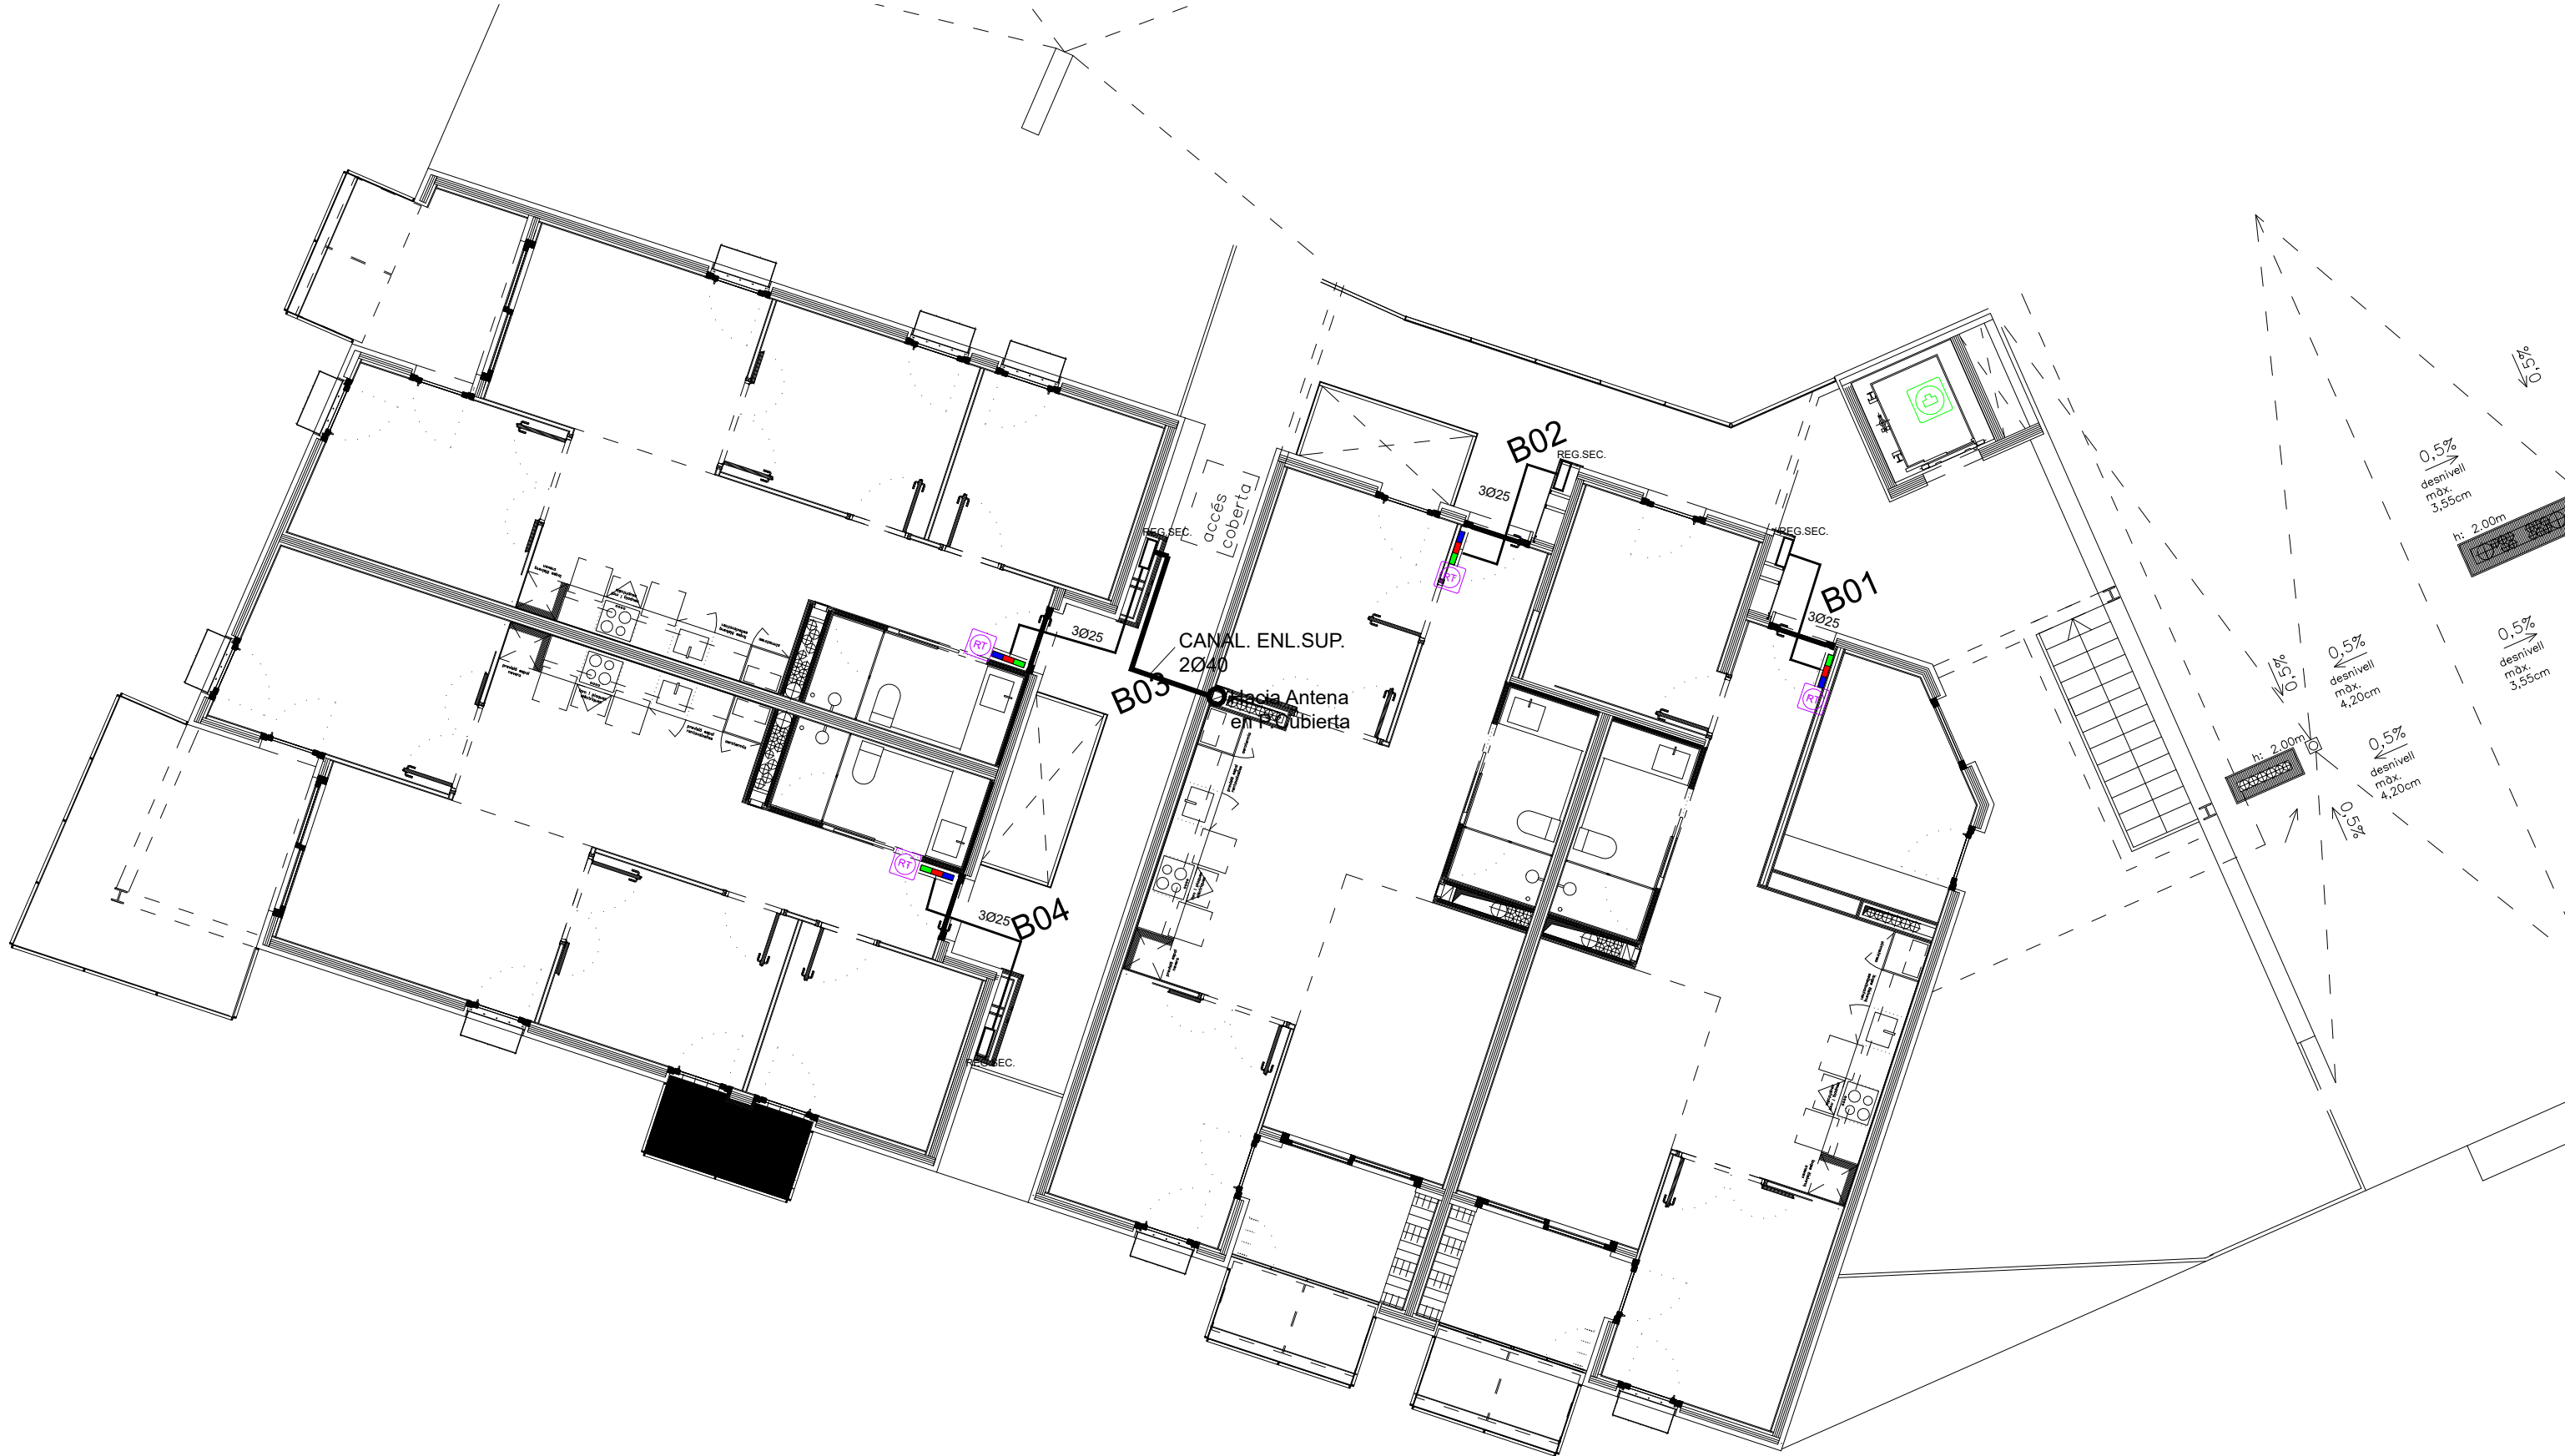 0,5%
B02
REG.SEC.
3Ø25
0,5%
desnivell
màx.
3,55cm
h: 2.00m
REG.SEC.
accés
coberta
REG.SEC.
RT
B01
3Ø25
3Ø25
RT
CANAL. ENL.SUP.
2Ø40
0,5%
desnivell
màx.
3,55cm
0,5%
desnivell
màx.
4,20cm
0,5%
B03
RT
Hacia Antena
en P.Cubierta
h: 2.00m
0,5%
desnivell
màx.
4,20cm
0,5%
RT
3Ø25
B04
REG.SEC.